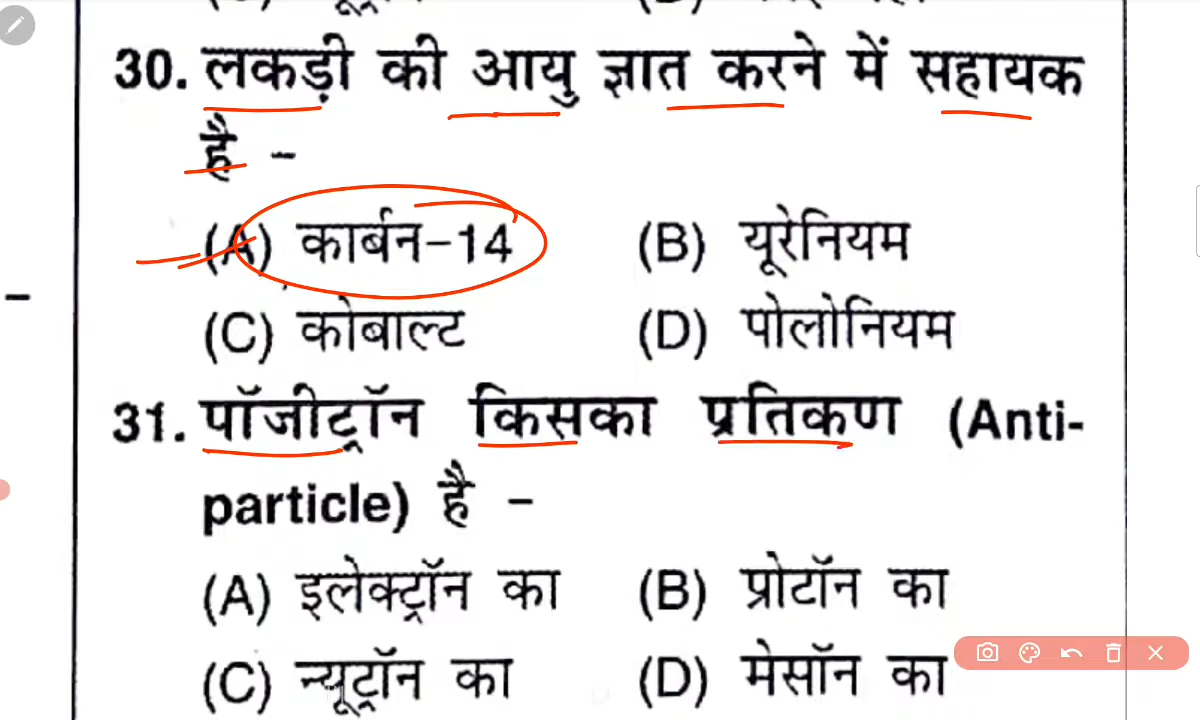 30. लकड़ी की आयु ज्ञात करने में सहायक
है –
(A) कार्बन–14 (B) यूरेनियम
(C) कोबाल्ट (D) पोलोनियम
31. पॉजीट्रॉन किसका प्रतिकण (Anti-
particle) है –
(A) इलेक्ट्रॉन का (B) प्रोटॉन का
(C) न्यूट्रॉन का (D) मेसॉन का